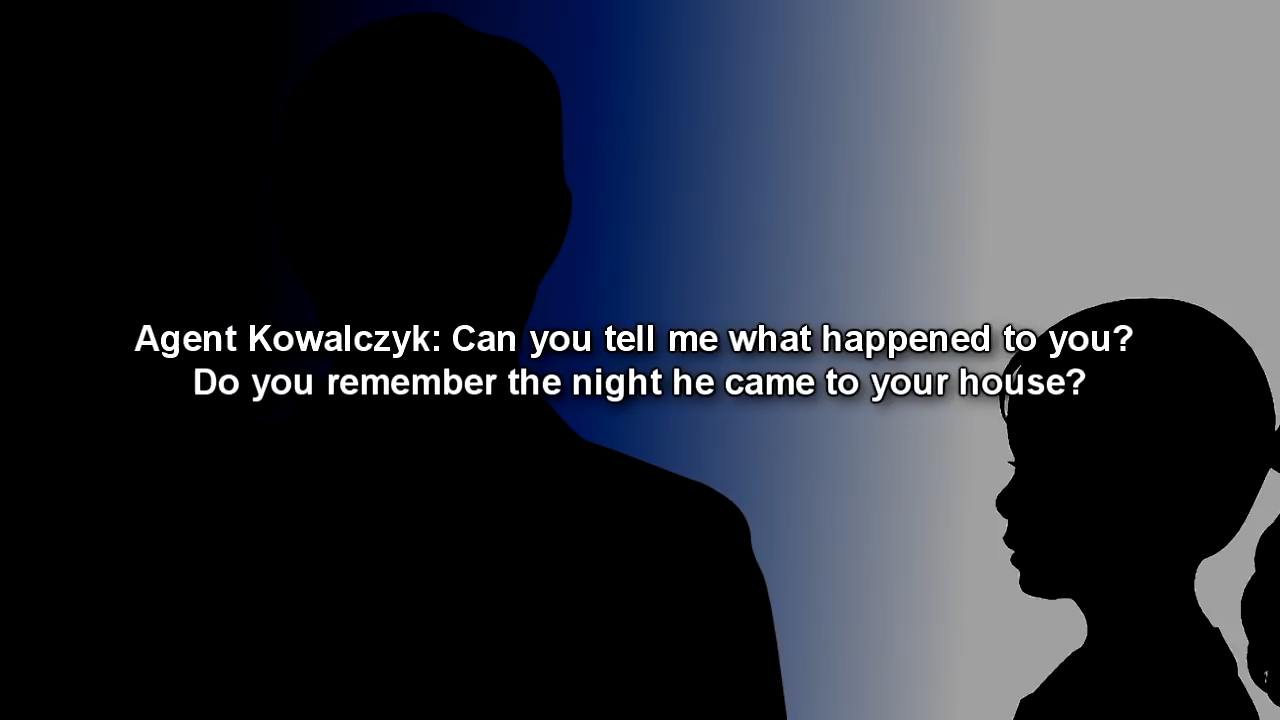 Agent Kowalczyk: Can you tell me what happened to you?
Do you remember the night he came to your house?